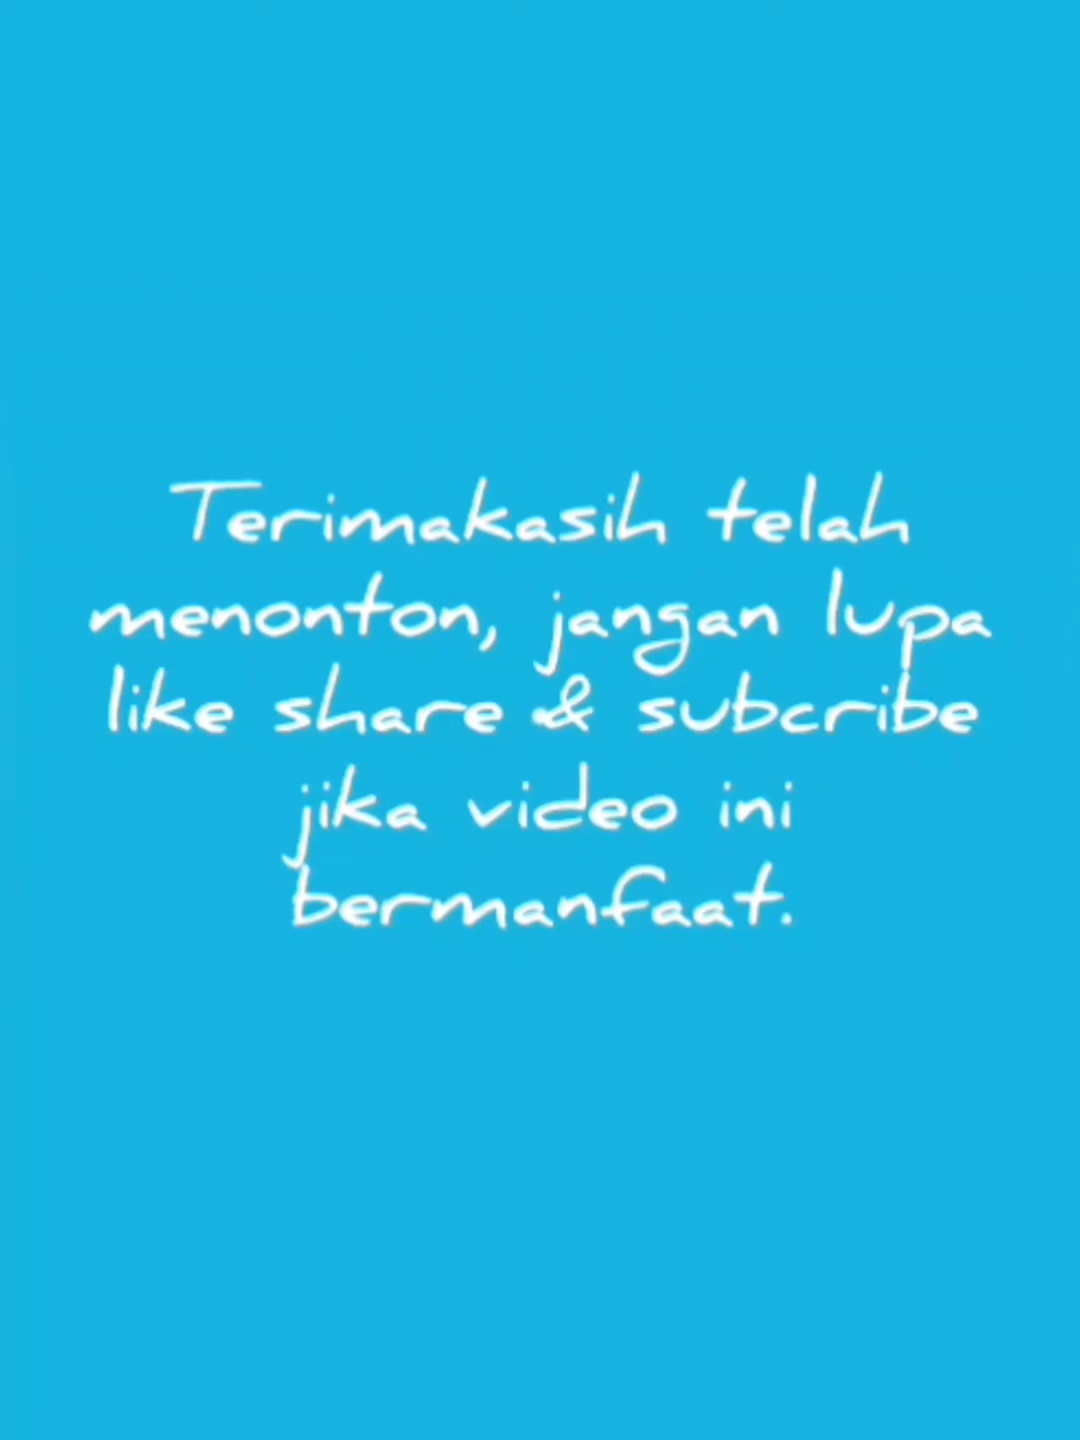 Terimakasih telah
menonton, jangan lupa
like share & subcribe
jika video ini
bermanfaat.